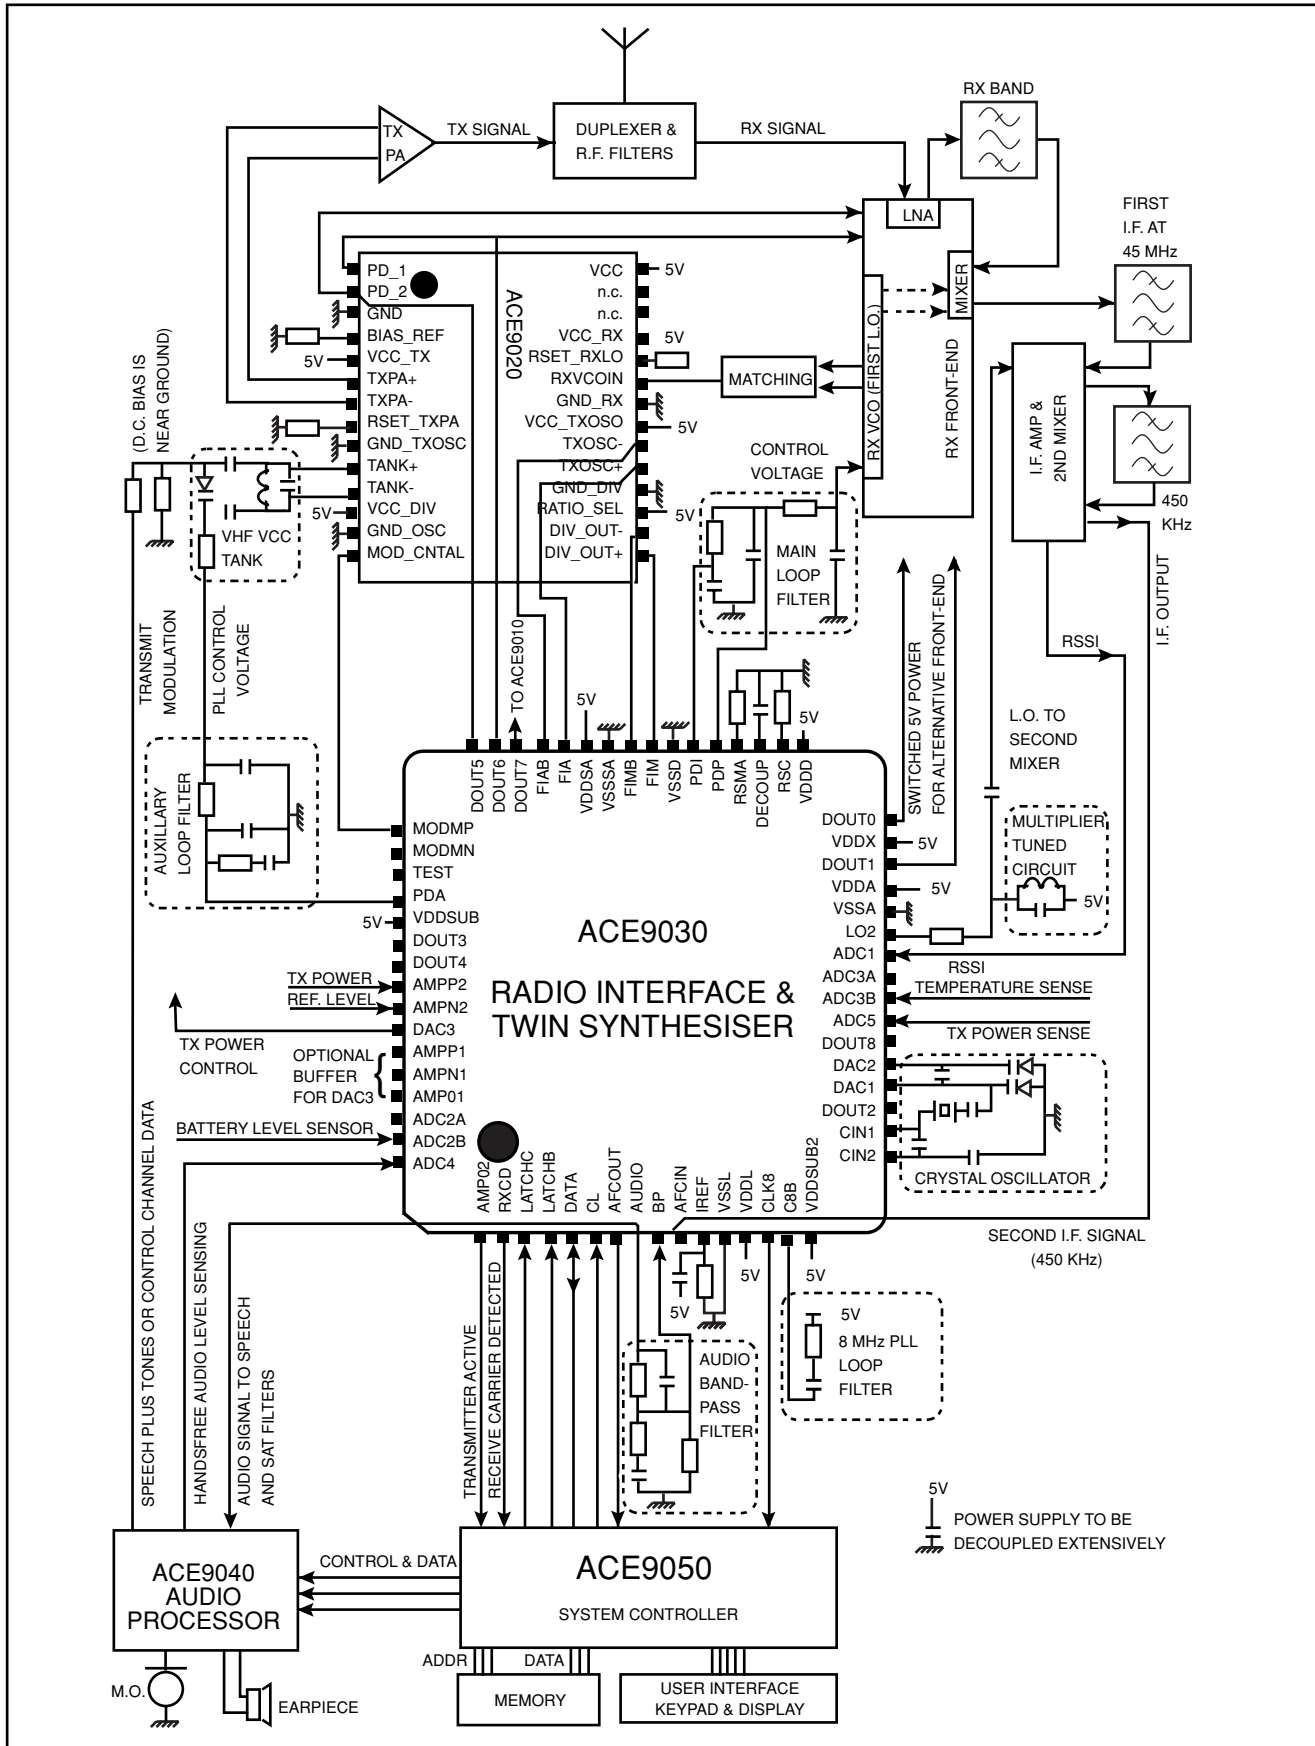 RX BAND
TX
PA
TX SIGNAL
DUPLEXER &
R.F. FILTERS
RX SIGNAL
LNA
FIRST
I.F. AT
45 MHz
MIXER
RX VCO (FIRST L.O.)
RX FRONT-END
ACE9020
PD_1
PD_2
GND
BIAS_REF
VCC_TX
TXPA+
TXPA-
RSET_TXPA
GND_TXOSC
TANK+
TANK-
VCC_DIV
GND_OSC
MOD_CNTAL
5V
5V
VCC
n.c.
n.c.
VCC_RX
RSET_RXLO
RXVCOIN
GND_RX
VCC_TXOSO
TXOSC-
TXOSC+
GND_DIV
RATIO_SEL
DIV_OUT-
DIV_OUT+
5V
5V
5V
5V
MATCHING
CONTROL
VOLTAGE
MAIN
LOOP
FILTER
I.F. AMP &
2ND MIXER
450
KHz
I.F. OUTPUT
RSSI
(D.C. BIAS IS
NEAR GROUND)
VHF VCC
TANK
TRANSMIT
MODULATION
PLL CONTROL
VOLTAGE
TO ACE9010
5V
5V
SWITCHED 5V POWER
FOR ALTERNATIVE FRONT-END
L.O. TO
SECOND
MIXER
MULTIPLIER
TUNED
CIRCUIT
5V
AUXILLARY
LOOP FILTER
DOUT5
DOUT6
DOUT7
FIAB
FIA
VDDSA
VSSSA
FIMB
FIM
VSSD
PDI
PDP
RSMA
DECOUP
RSC
VDDD
MODMP
MODMN
TEST
PDA
VDDSUB
DOUT3
DOUT4
AMPP2
AMPN2
DAC3
AMPP1
AMPN1
AMP01
ADC2A
ADC2B
ADC4
5V
TX POWER
REF. LEVEL
TX POWER
CONTROL
OPTIONAL
BUFFER
FOR DAC3
{
BATTERY LEVEL SENSOR
ACE9030
RADIO INTERFACE &
TWIN SYNTHESISER
DOUT0
VDDX
DOUT1
VDDA
VSSA
LO2
ADC1
ADC3A
ADC3B
ADC5
DOUT8
DAC2
DAC1
DOUT2
CIN1
CIN2
5V
5V
RSSI
TEMPERATURE SENSE
TX POWER SENSE
CRYSTAL OSCILLATOR
AMP02
RXCD
LATCHC
LATCHB
DATA
CL
AFCOUT
AUDIO
BP
AFCIN
IREF
VSSL
VDDL
CLK8
C8B
VDDSUB2
SECOND I.F. SIGNAL
(450 KHz)
5V
5V
5V
5V
8 MHz PLL
LOOP
FILTER
AUDIO
BAND-
PASS
FILTER
SPEECH PLUS TONES OR CONTROL CHANNEL DATA
HANDSFREE AUDIO LEVEL SENSING
AUDIO SIGNAL TO SPEECH
AND SAT FILTERS
TRANSMITTER ACTIVE
RECEIVE CARRIER DETECTED
5V
POWER SUPPLY TO BE
DECOUPLED EXTENSIVELY
ACE9040
AUDIO
PROCESSOR
CONTROL & DATA
ACE9050
SYSTEM CONTROLLER
ADDR
DATA
MEMORY
USER INTERFACE
KEYPAD & DISPLAY
M.O.
EARPIECE